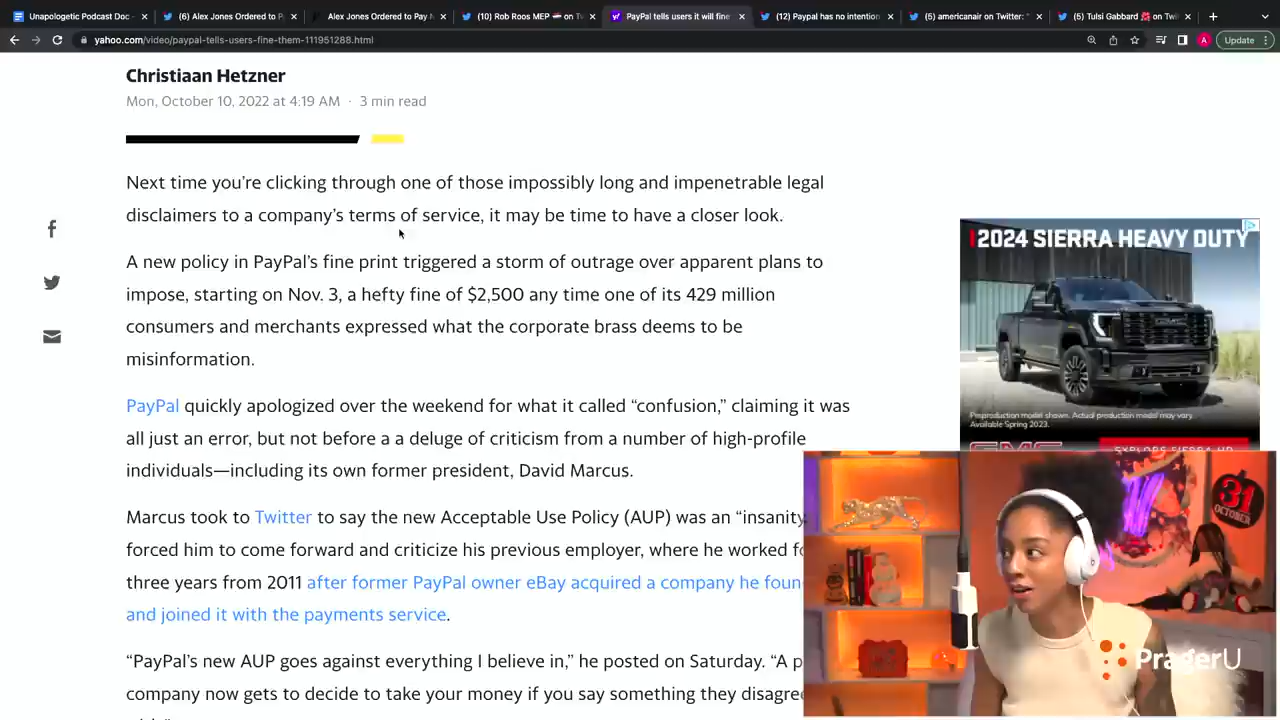 Unapologetic Podcast Doc -
(6) Alex Jones Ordered to P
Alex Jones Ordered to Pay
(10) Rob Roos MEP on Tw
PayPal tells users it will fine
(12) Paypal has no intention
(5) americanair on Twitter: "
(5) Tulsi Gabbard on Twi
yahoo.com/video/paypal-tells-users-fine-them-111951288.html
A
Update
Christiaan Hetzner
Mon, October 10, 2022 at 4:19 AM · 3 min read
Next time you’re clicking through one of those impossibly long and impenetrable legal
disclaimers to a company’s terms of service, it may be time to have a closer look.
A new policy in PayPal’s fine print triggered a storm of outrage over apparent plans to
impose, starting on Nov. 3, a hefty fine of $2,500 any time one of its 429 million
consumers and merchants expressed what the corporate brass deems to be
misinformation.
PayPal quickly apologized over the weekend for what it called “confusion,” claiming it was
all just an error, but not before a a deluge of criticism from a number of high-profile
individuals—including its own former president, David Marcus.
Marcus took to Twitter to say the new Acceptable Use Policy (AUP) was an “insanity
forced him to come forward and criticize his previous employer, where he worked fo
three years from 2011 after former PayPal owner eBay acquired a company he foun
and joined it with the payments service.
“PayPal’s new AUP goes against everything I believe in,” he posted on Saturday. “A p
company now gets to decide to take your money if you say something they disagre
2024 SIERRA HEAVY DUTY
Preproduction model shown. Actual production model may vary.
Available Spring 2023.
GMC
EXPLORE SIERRA HD
31
OCTOBER
PragerU